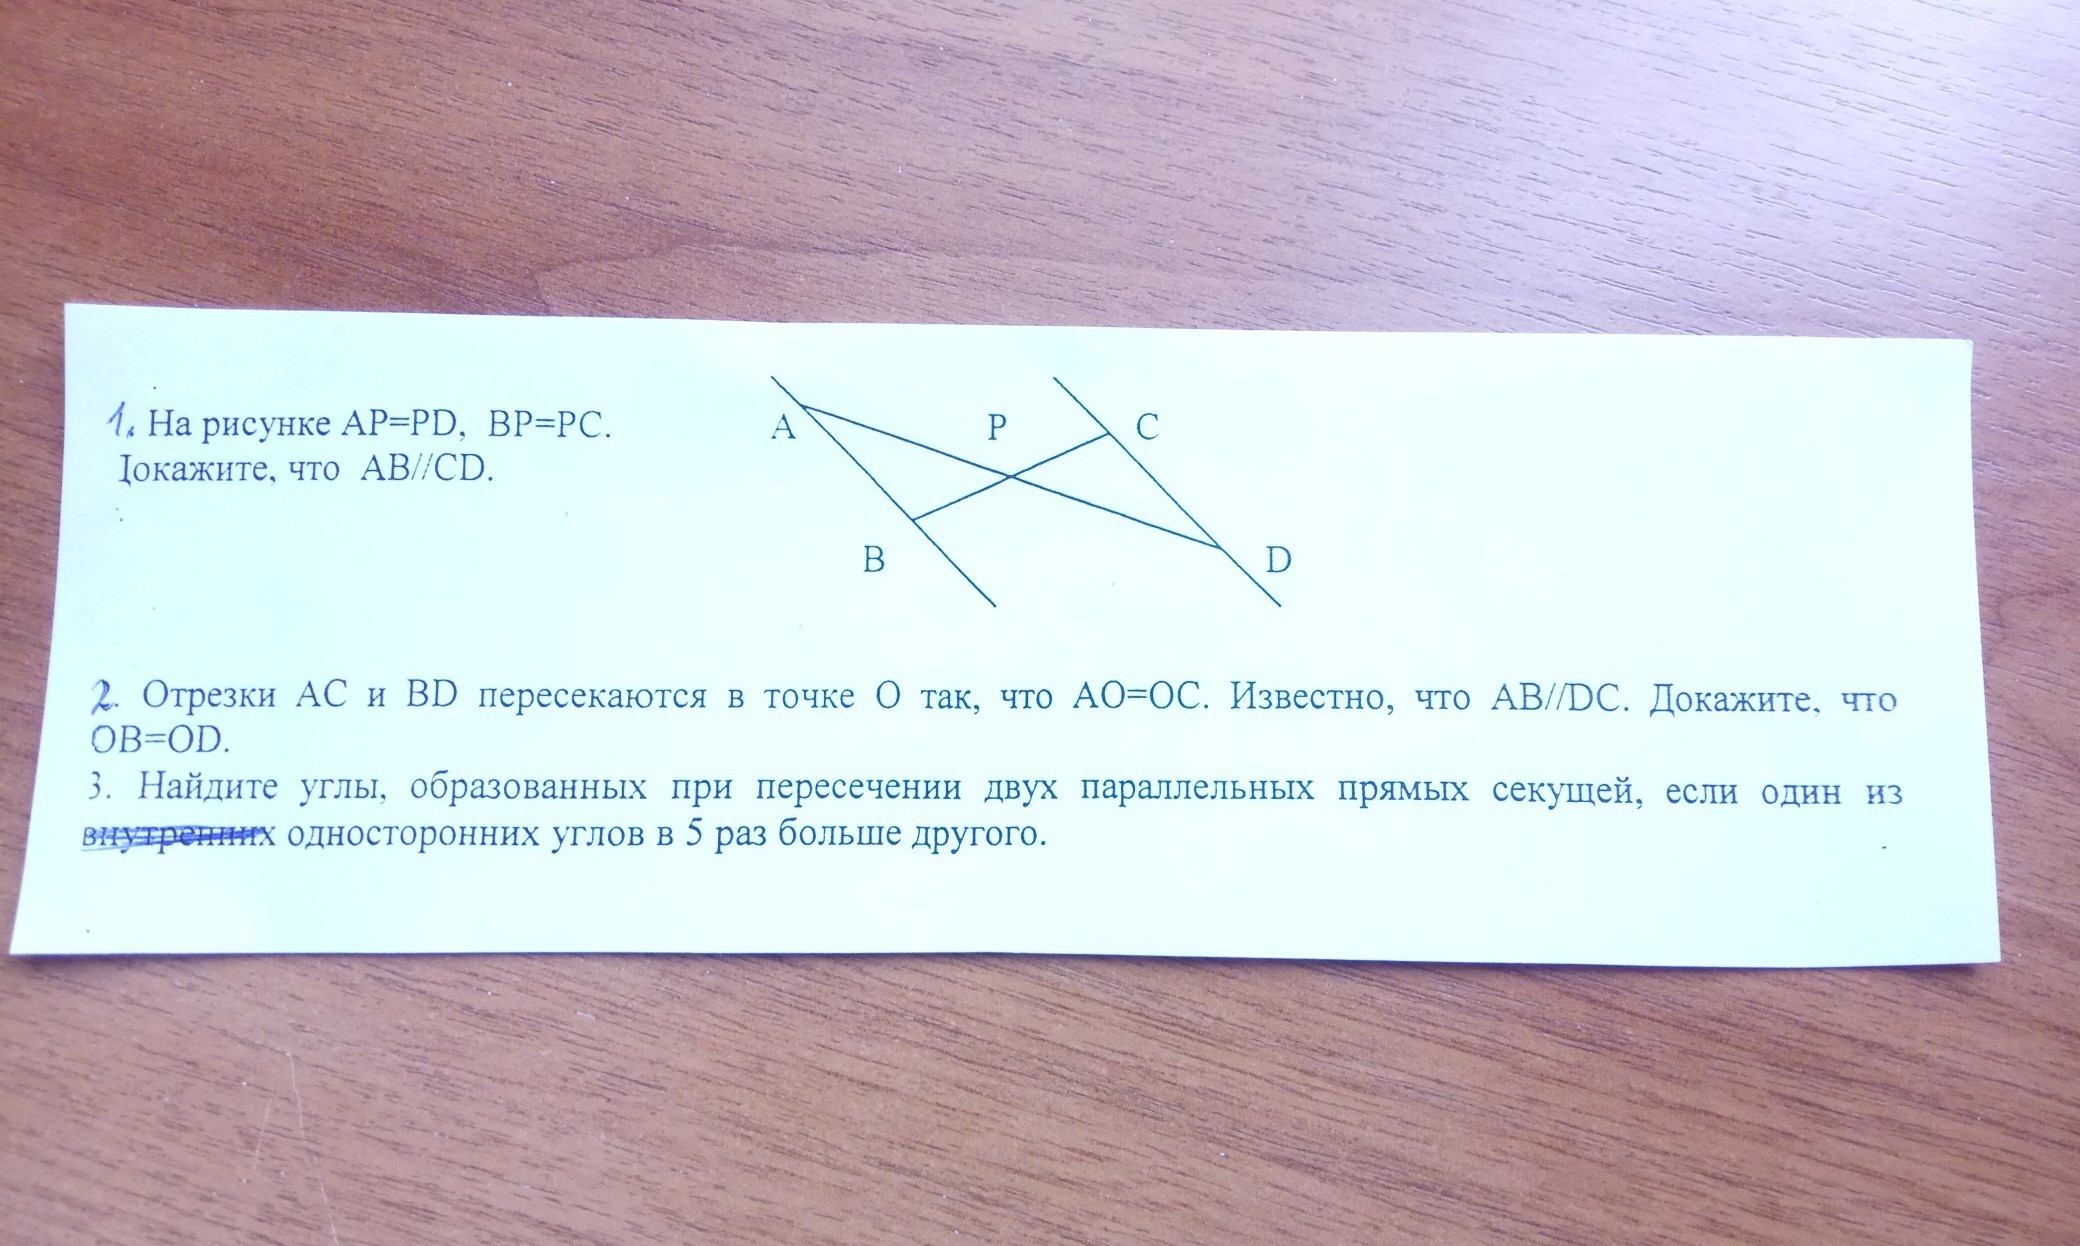 1. На рисунке AP=PD, BP=PC.
Докажите, что AB//CD.
A P C
B D
2. Отрезки AC и BD пересекаются в точке O так, что AO=OC. Известно, что AB//DC. Докажите, что
OB=OD.
3. Найдите углы, образованных при пересечении двух параллельных прямых секущей, если один из
внутренних односторонних углов в 5 раз больше другого.